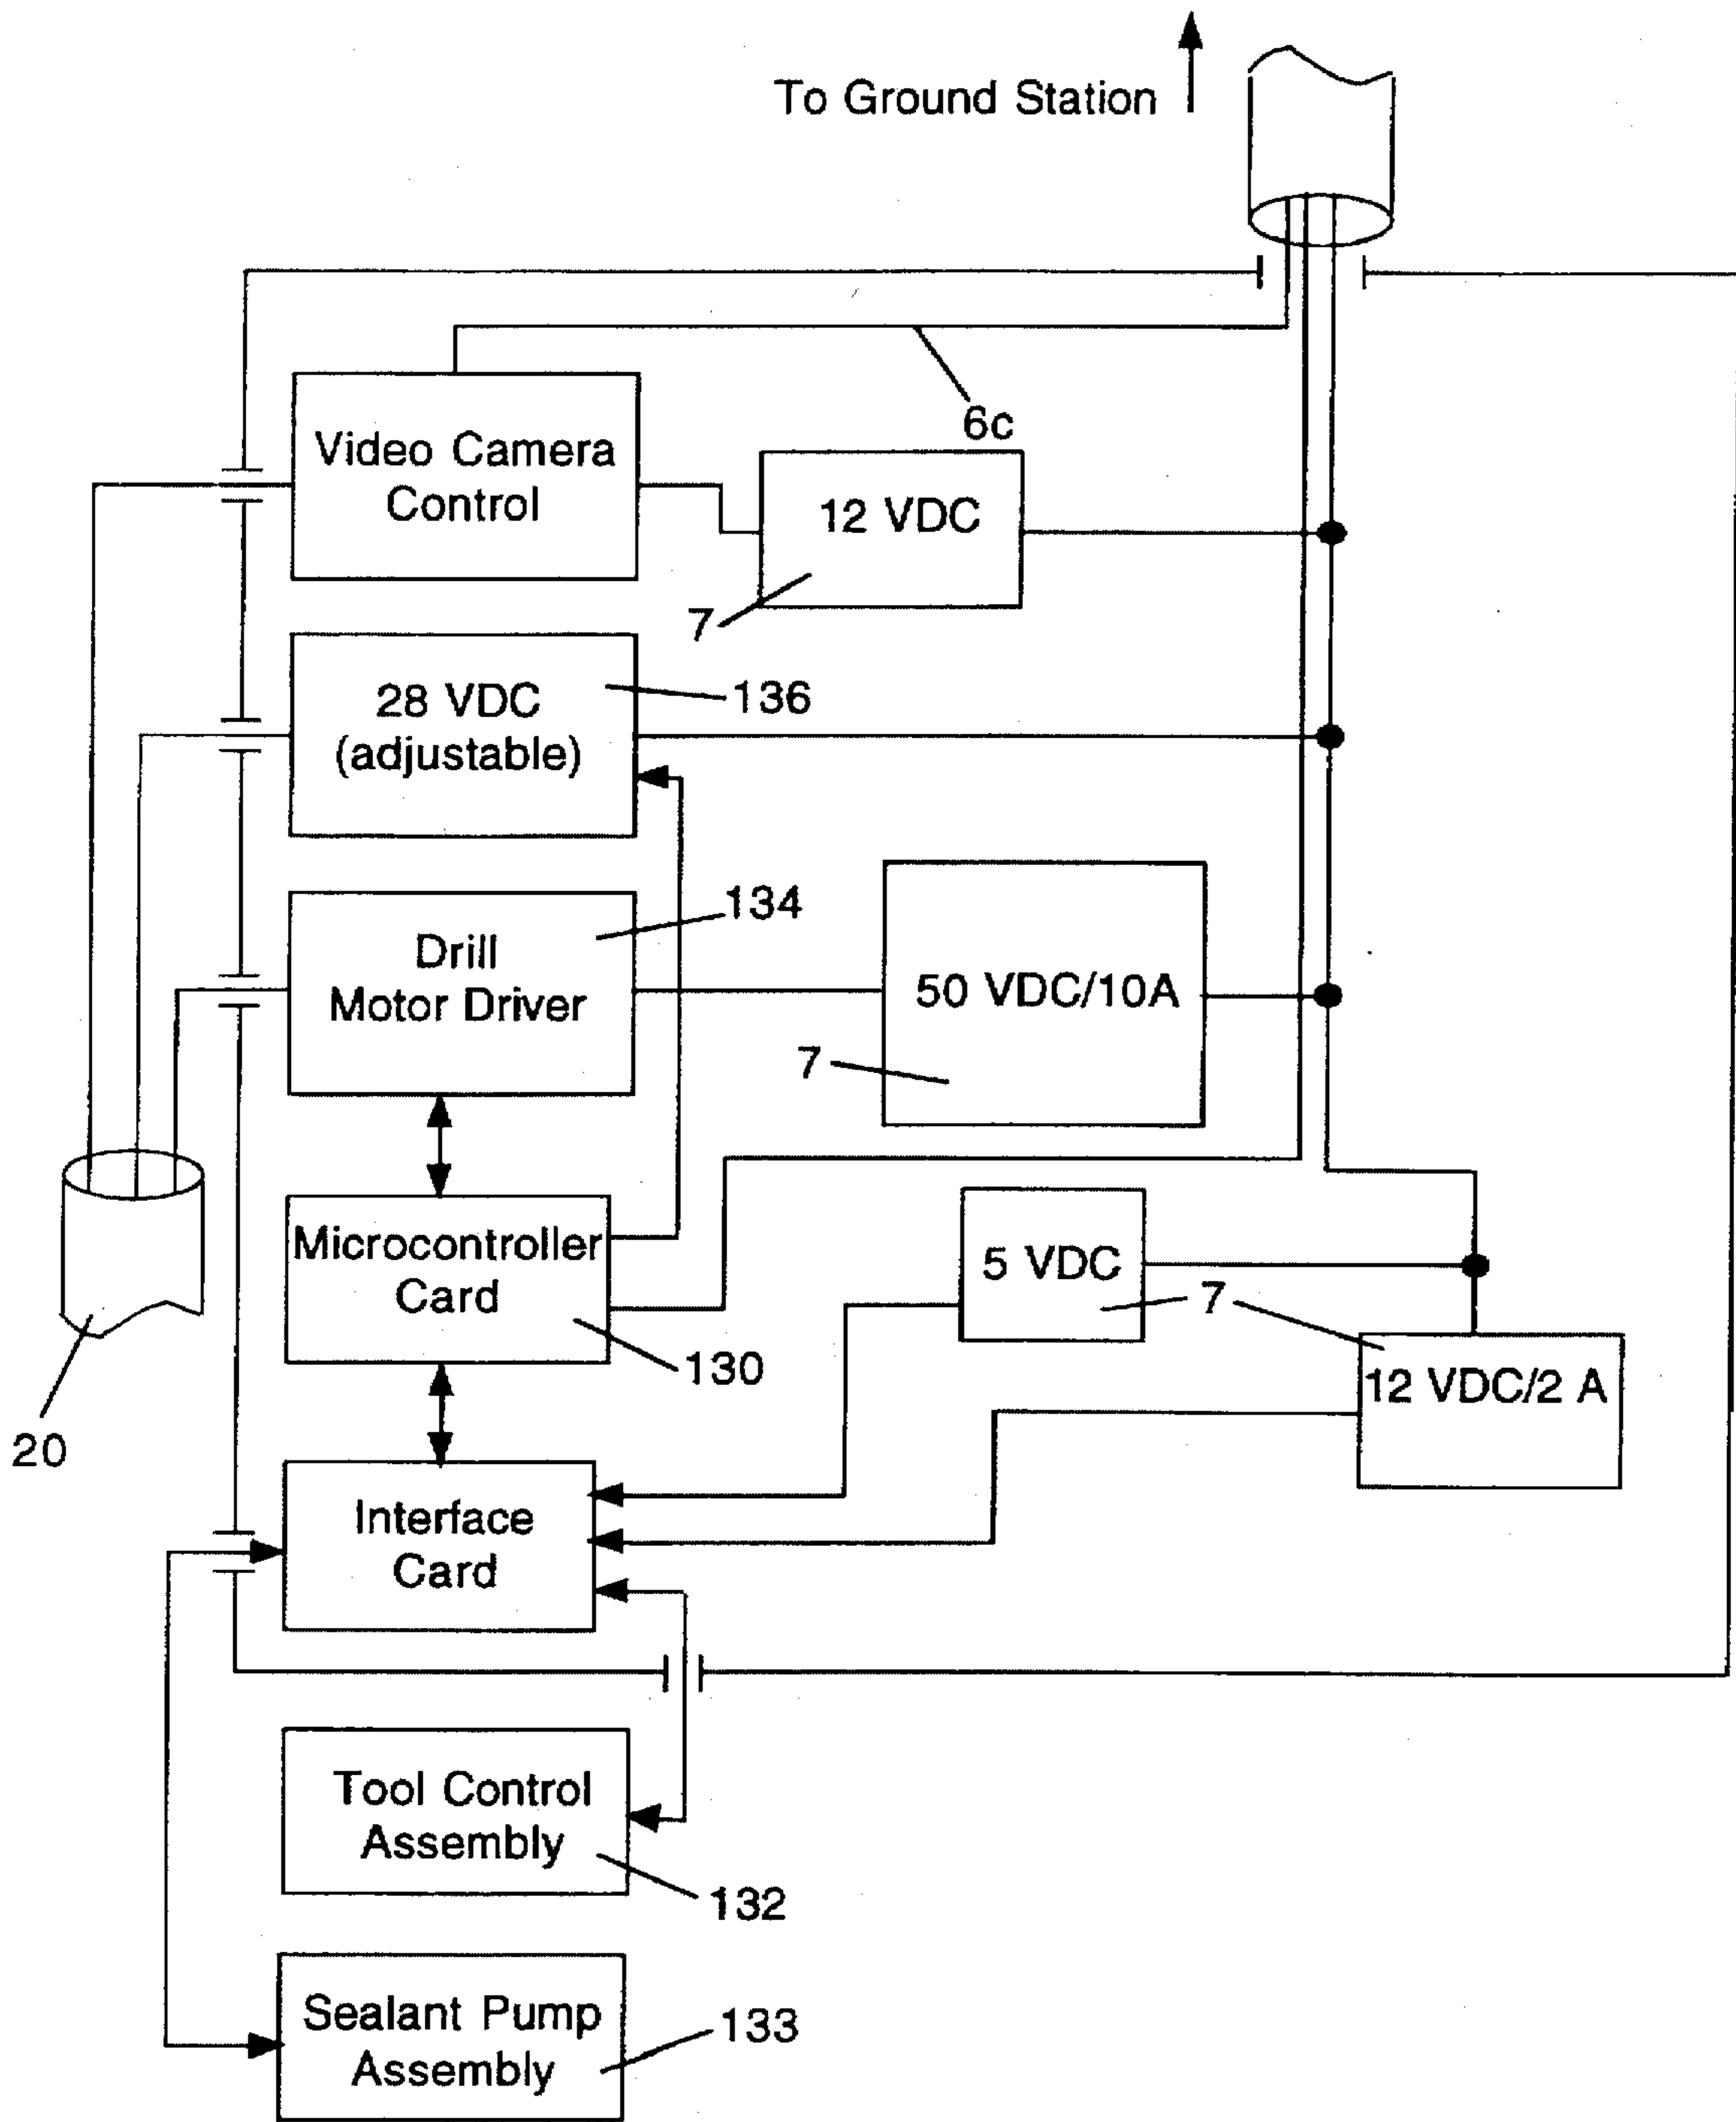 To Ground Station
6c
Video Camera
Control
12 VDC
7
28 VDC
(adjustable)
136
134
Drill
Motor Driver
50 VDC/10A
7
Microcontroller
Card
5 VDC
7
130
12 VDC/2 A
20
Interface
Card
Tool Control
Assembly
132
Sealant Pump
Assembly
133